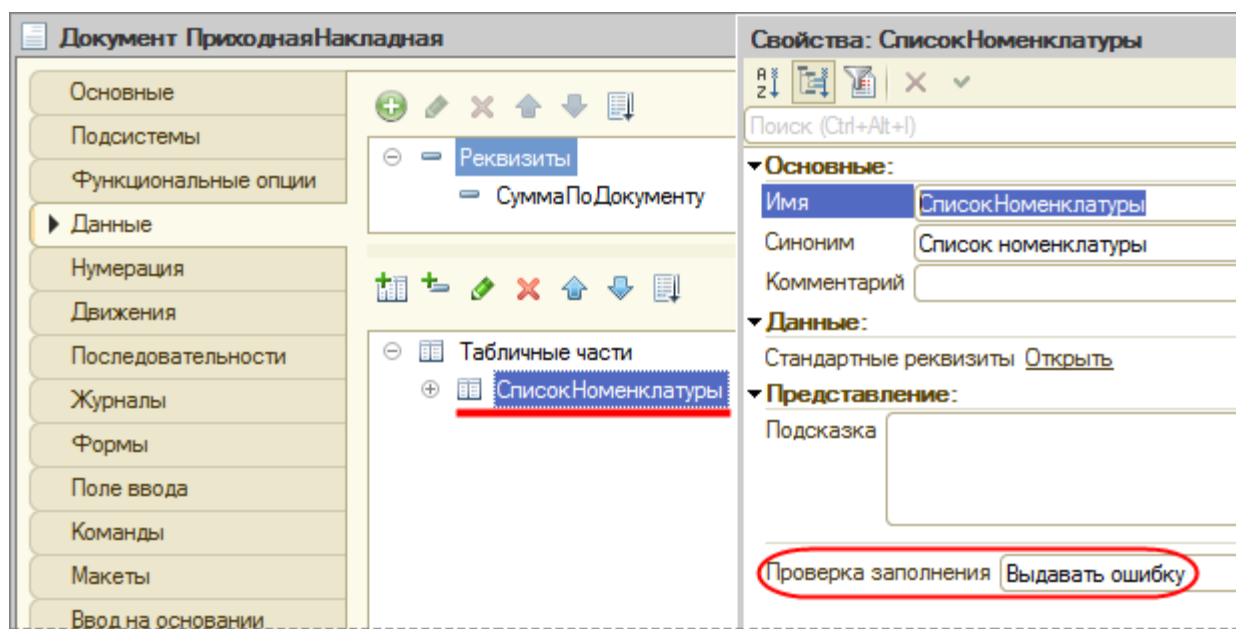 Документ ПриходнаяНакладная
Основные
Подсистемы
Функциональные опции
Данные
Нумерация
Движения
Последовательности
Журналы
Формы
Поле ввода
Команды
Макеты
Ввод на основании
Реквизиты
СуммаПоДокументу
Табличные части
СписокНоменклатуры
Свойства: СписокНоменклатуры
Поиск (Ctrl+Alt+I)
Основные:
Имя СписокНоменклатуры
Синоним Список номенклатуры
Комментарий
Данные:
Стандартные реквизиты Открыть
Представление:
Подсказка
Проверка заполнения Выдавать ошибку